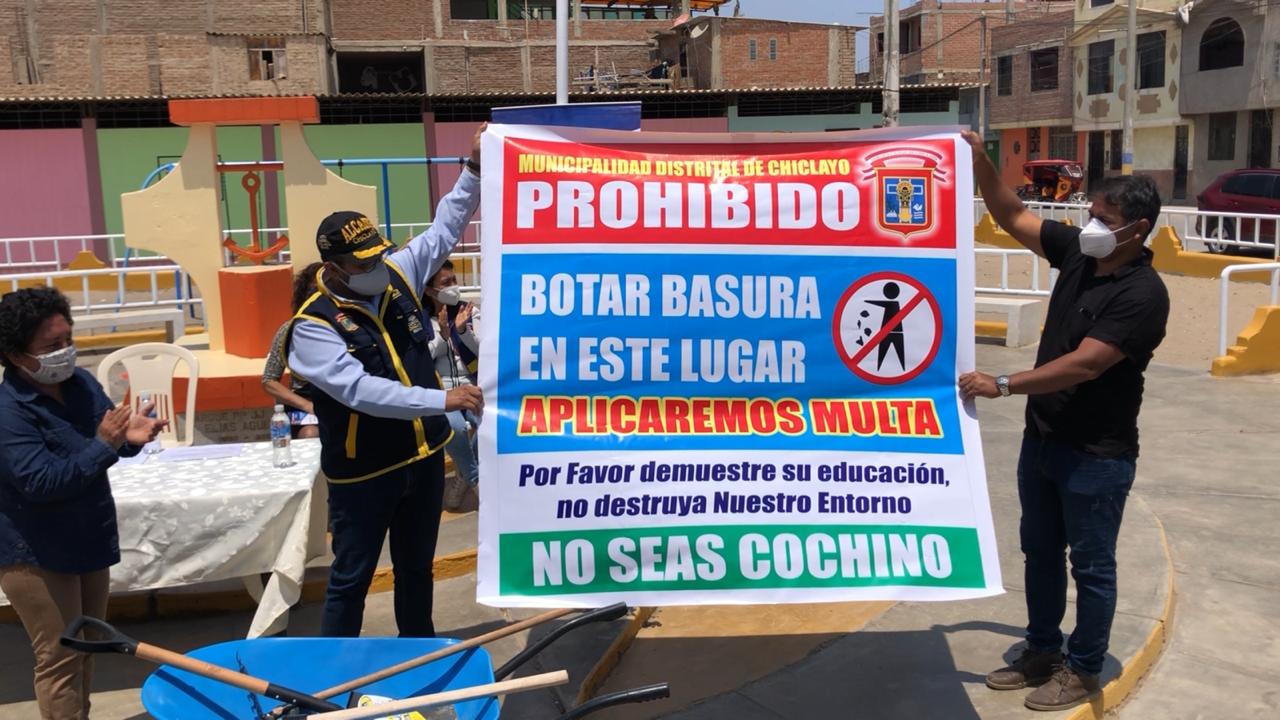 MUNICIPALIDAD DISTRITAL DE CHICLAYO
PROHIBIDO
BOTAR BASURA
EN ESTE LUGAR
APLICAREMOS MULTA
Por Favor demuestre su educación,
no destruya Nuestro Entorno
NO SEAS COCHINO